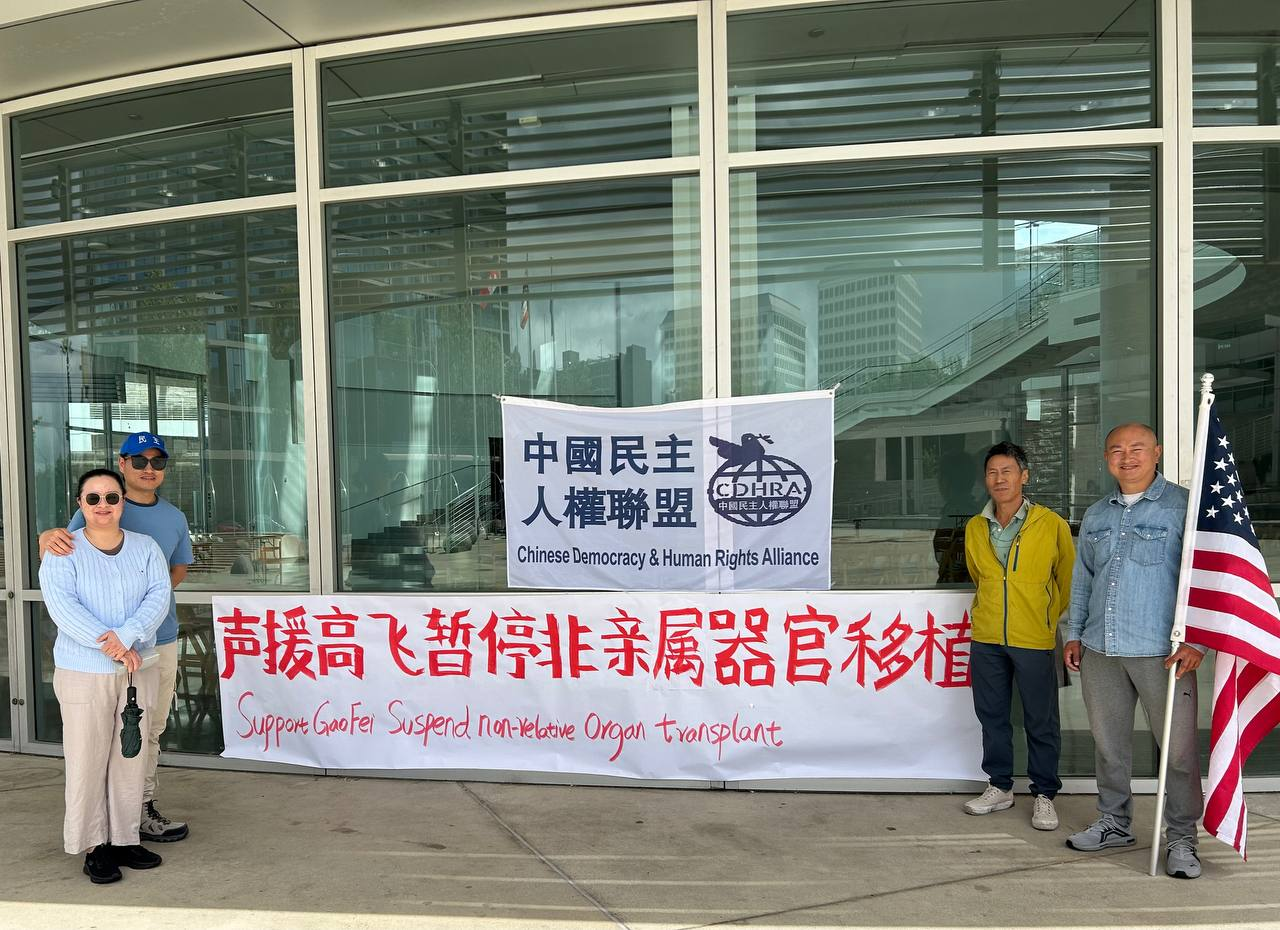 民主
中國民主
人權聯盟
CDHRA
中國民主人權聯盟
Chinese Democracy & Human Rights Alliance
声援高飞暂停非亲属器官移植
Support GaoFei Suspend non-relative Organ transplant